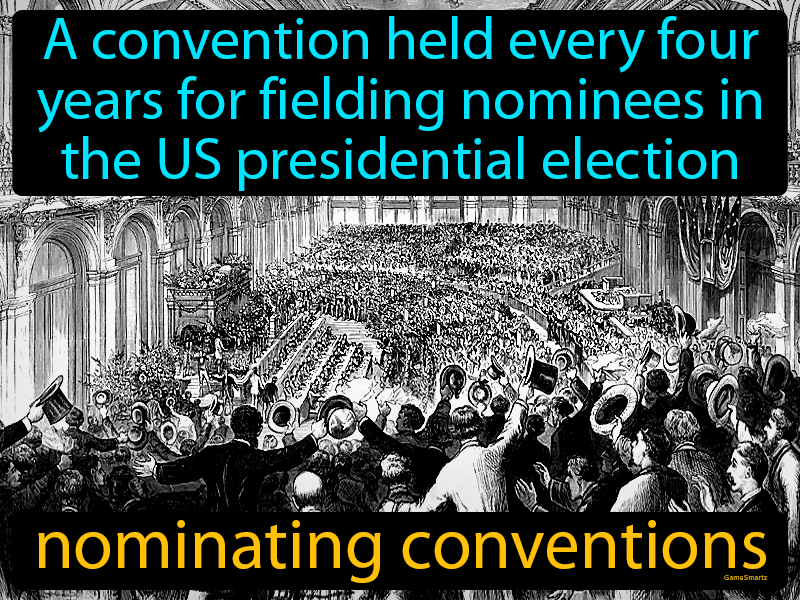 A convention held every four
years for fielding nominees in
the US presidential election
nominating conventions
GameSmartz